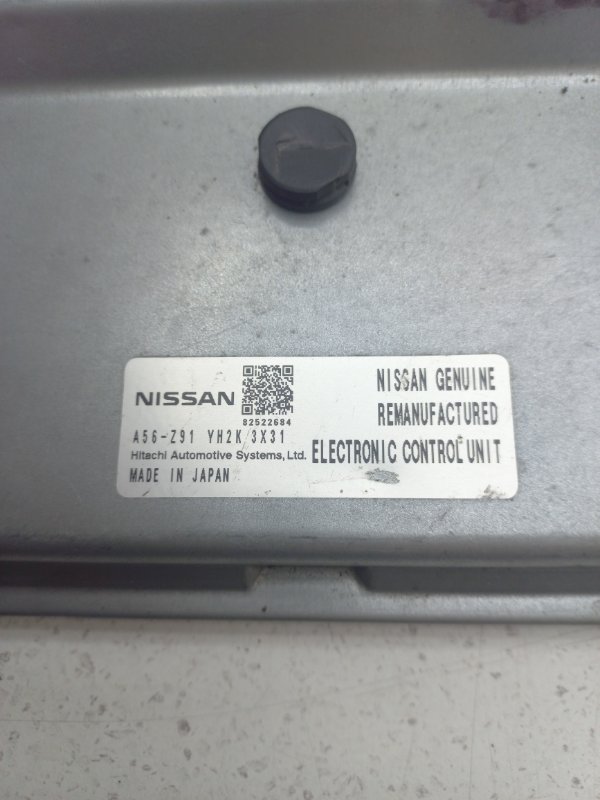 NISSAN
82522684
A56-Z91 YH2K 3X31
Hitachi Automotive Systems, Ltd.
MADE IN JAPAN
NISSAN GENUINE
REMANUFACTURED
ELECTRONIC CONTROL UNIT